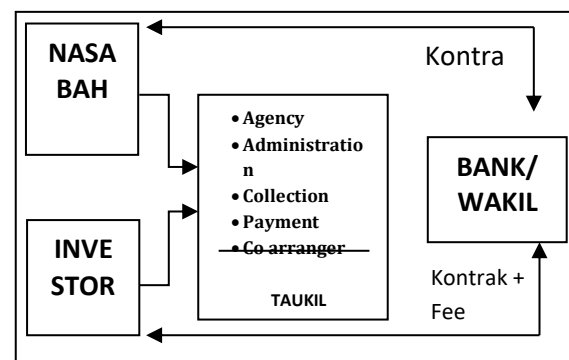 NASA
BAH
Kontra
• Agency
• Administratio
n
• Collection
• Payment
• Co arranger
TAUKIL
BANK/
WAKIL
INVE
STOR
Kontrak +
Fee